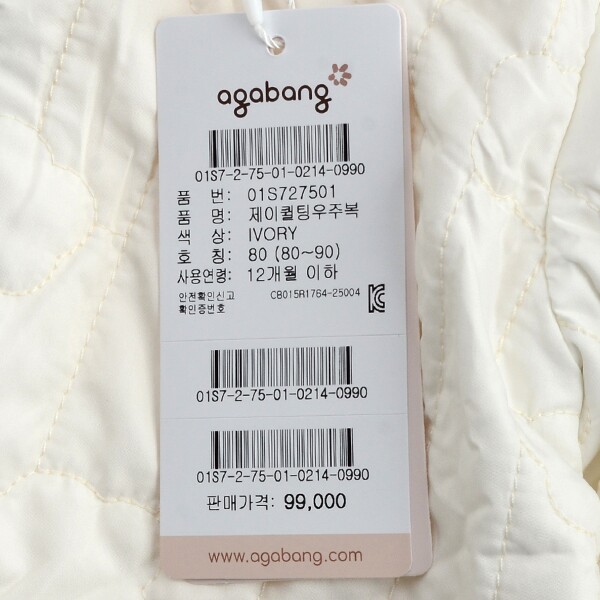 agabang
01S7-2-75-01-0214-0990
품 번: 01S727501
품 명: 제이퀼팅우주복
색 상: IVORY
호 칭: 80 (80~90)
사용연령: 12개월 이하
안전확인신고 CB015R1764-25004
확인증번호
01S7-2-75-01-0214-0990
01S7-2-75-01-0214-0990
판매가격: 99,000
www.agabang.com